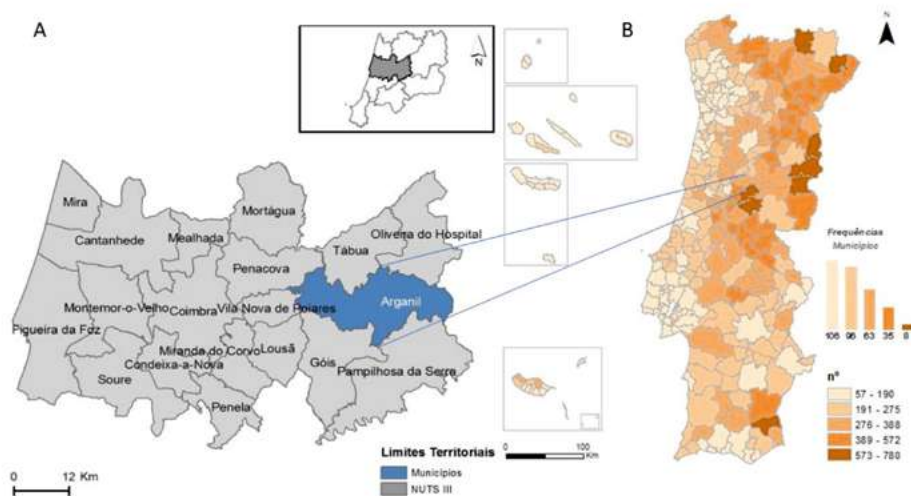 A
B
N
N
Mira
Mortágua
Cantanhede
Mealhada
Tábua
Oliveira do Hospital
Penacova
Arganil
Montemor-o-Velho
Coimbra
Vila Nova de Poiares
Figueira da Foz
Miranda do Corvo
Lousã
Condeixa-a-Nova
Góis
Soure
Pampilhosa da Serra
Penela
Frequências
Municípios
106 96 63 35 8
nº
57 - 190
191 - 275
276 - 388
389 - 572
573 - 780
0 100
Km
Limites Territoriais
Municípios
NUTS III
0 12 Km